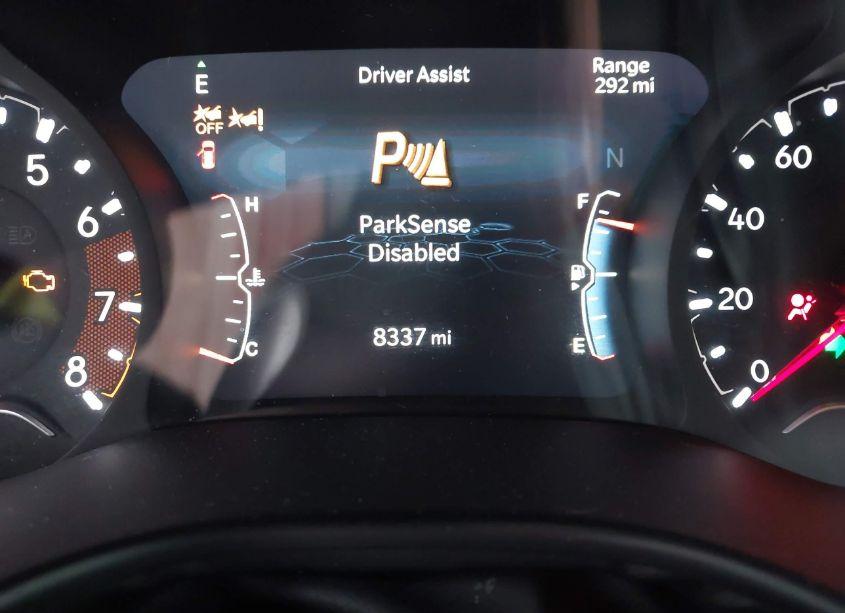 E
Driver Assist
Range
292 mi
OFF
P
N
ParkSense
Disabled
H
C
F
E
8337 mi
5
6
7
8
60
40
20
0